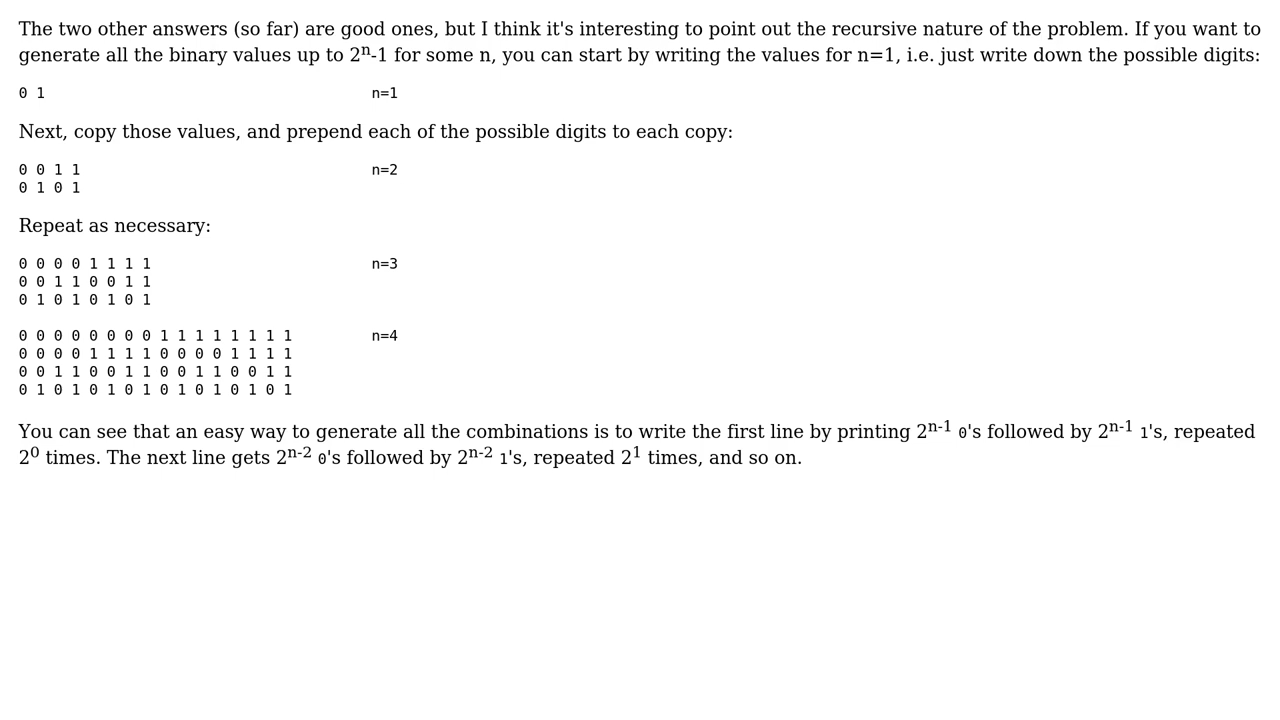 The two other answers (so far) are good ones, but I think it's interesting to point out the recursive nature of the problem. If you want to
generate all the binary values up to 2ⁿ-1 for some n, you can start by writing the values for n=1, i.e. just write down the possible digits:
0 1                                        n=1
Next, copy those values, and prepend each of the possible digits to each copy:
0 0 1 1                                    n=2
0 1 0 1
Repeat as necessary:
0 0 0 0 1 1 1 1                            n=3
0 0 1 1 0 0 1 1
0 1 0 1 0 1 0 1
0 0 0 0 0 0 0 0 1 1 1 1 1 1 1 1            n=4
0 0 0 0 1 1 1 1 0 0 0 0 1 1 1 1
0 0 1 1 0 0 1 1 0 0 1 1 0 0 1 1
0 1 0 1 0 1 0 1 0 1 0 1 0 1 0 1
You can see that an easy way to generate all the combinations is to write the first line by printing 2ⁿ⁻¹ 0's followed by 2ⁿ⁻¹ 1's, repeated
2⁰ times. The next line gets 2ⁿ⁻² 0's followed by 2ⁿ⁻² 1's, repeated 2¹ times, and so on.